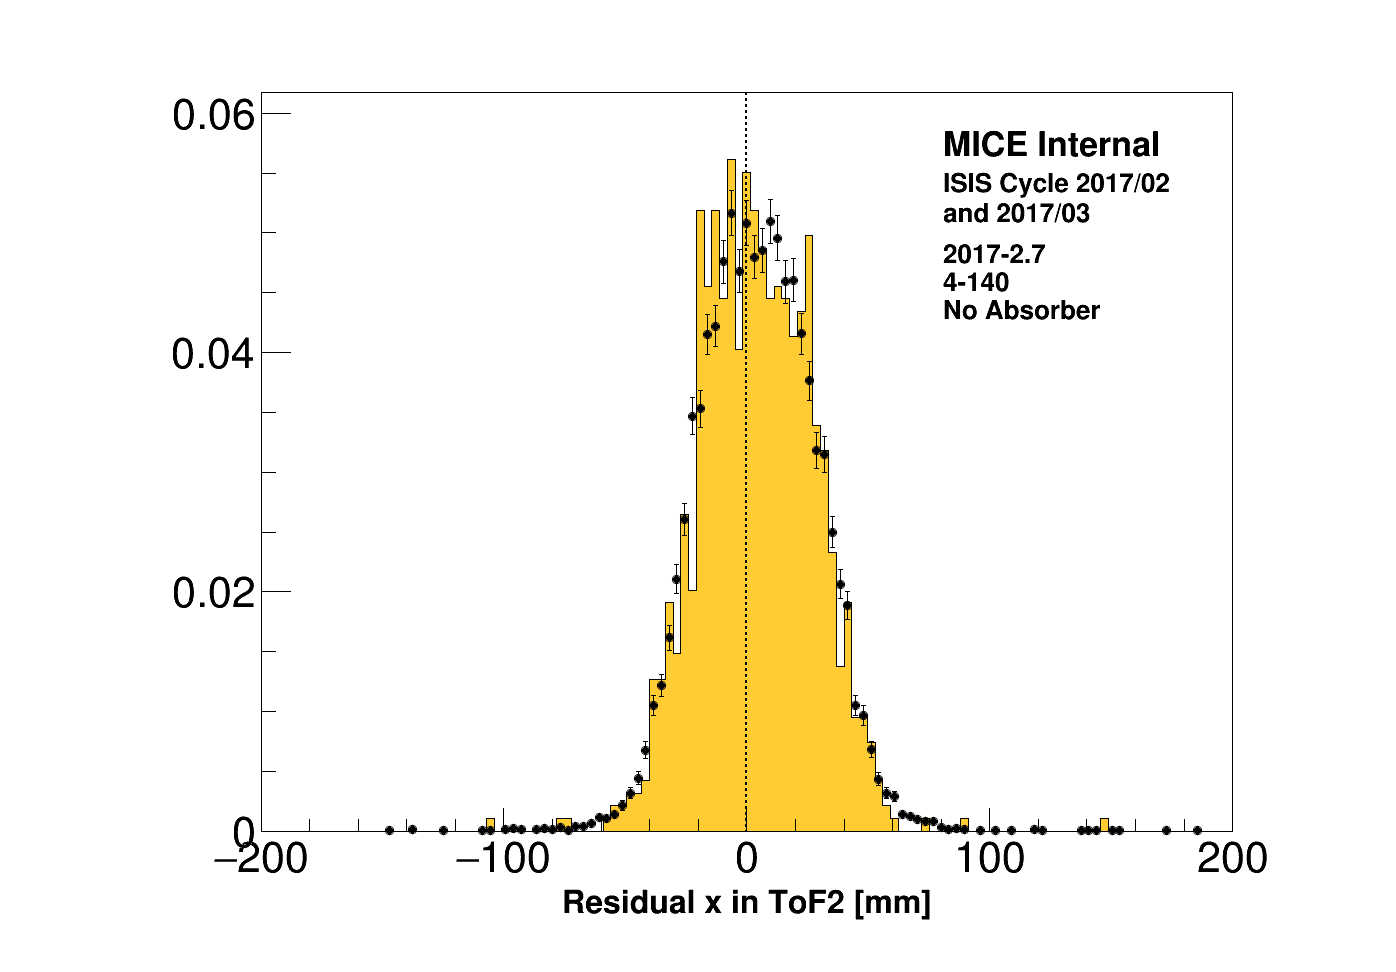 0.06
MICE Internal
ISIS Cycle 2017/02
and 2017/03
2017-2.7
4-140
No Absorber
0.04
0.02
0
−200 −100 0 100 200
Residual x in ToF2 [mm]